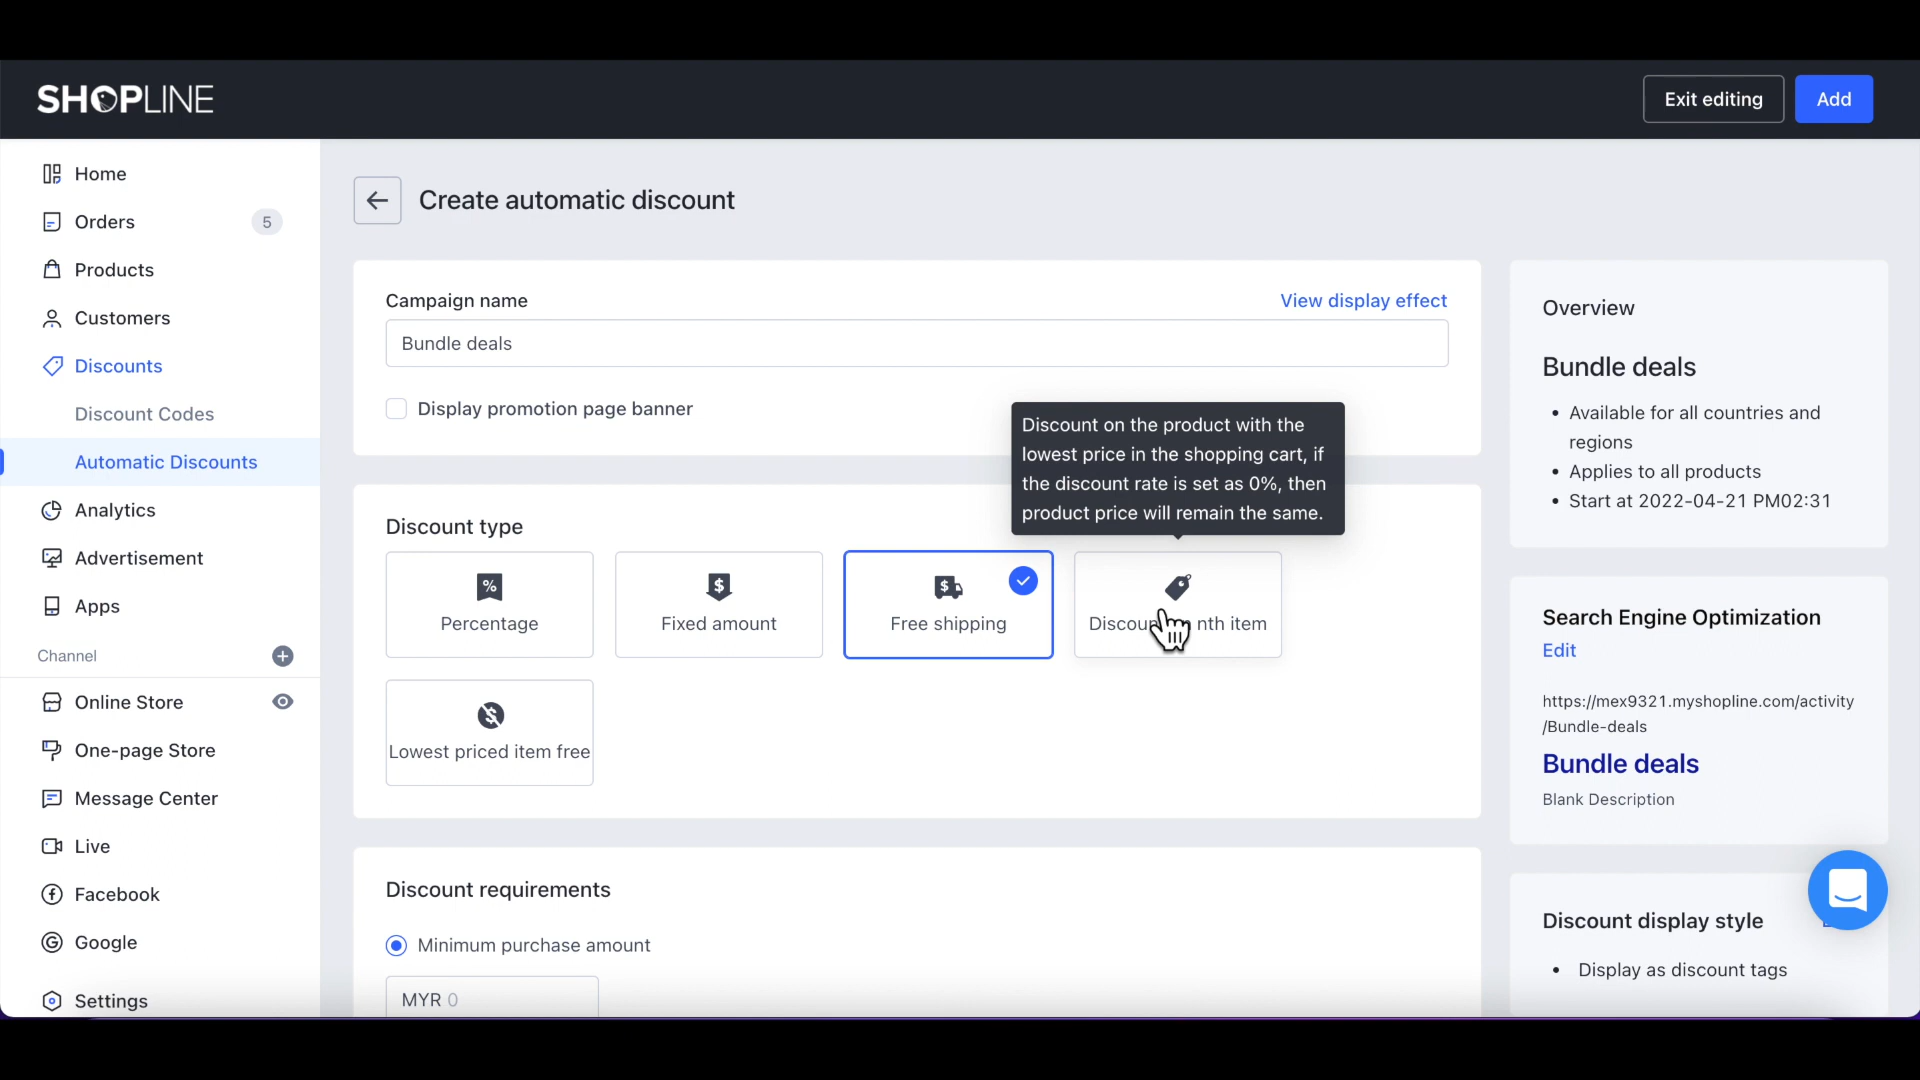 SHOPLINE
Exit editing
Add
Home
Orders
5
Products
Customers
Discounts
Discount Codes
Automatic Discounts
Analytics
Advertisement
Apps
Channel
Online Store
One-page Store
Message Center
Live
Facebook
Google
Settings
Create automatic discount
Campaign name
View display effect
Bundle deals
Display promotion page banner
Discount on the product with the
lowest price in the shopping cart, if
the discount rate is set as 0%, then
product price will remain the same.
Discount type
Percentage
Fixed amount
Free shipping
nth item
Lowest priced item free
Discount requirements
Minimum purchase amount
MYR 0
Overview
Bundle deals
• Available for all countries and
regions
• Applies to all products
• Start at 2022-04-21 PM02:31
Search Engine Optimization
Edit
https://mex9321.myshopline.com/activity
/Bundle-deals
Bundle deals
Blank Description
Discount display style
• Display as discount tags